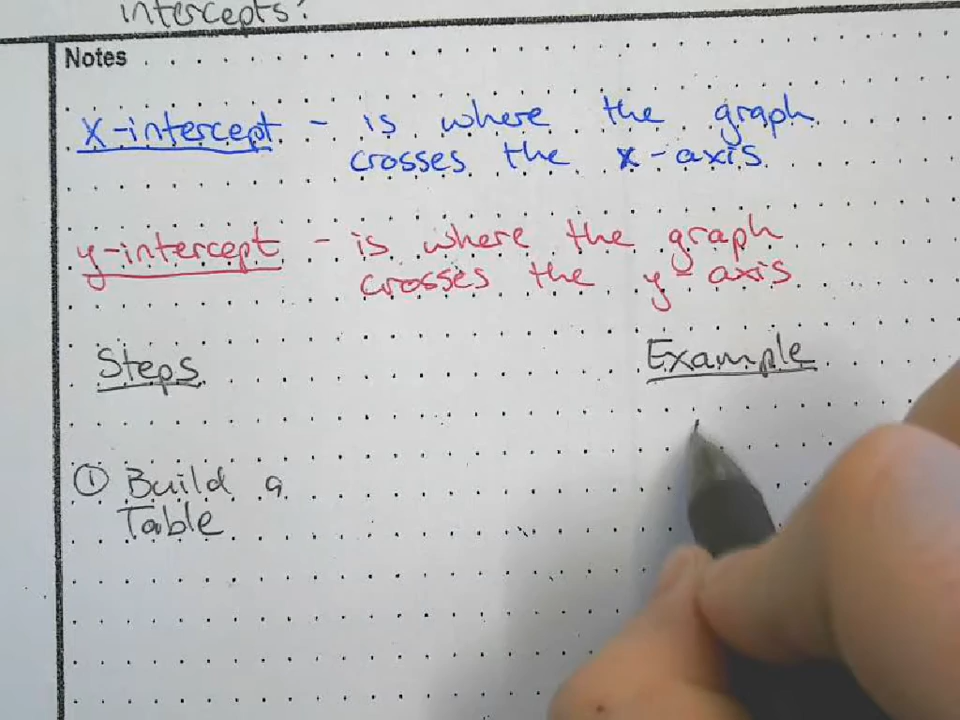 intercepts?
Notes
x-intercept - is where the graph
crosses the x-axis
y-intercept - is where the graph
crosses the y-axis
Steps
Example
① Build a
Table